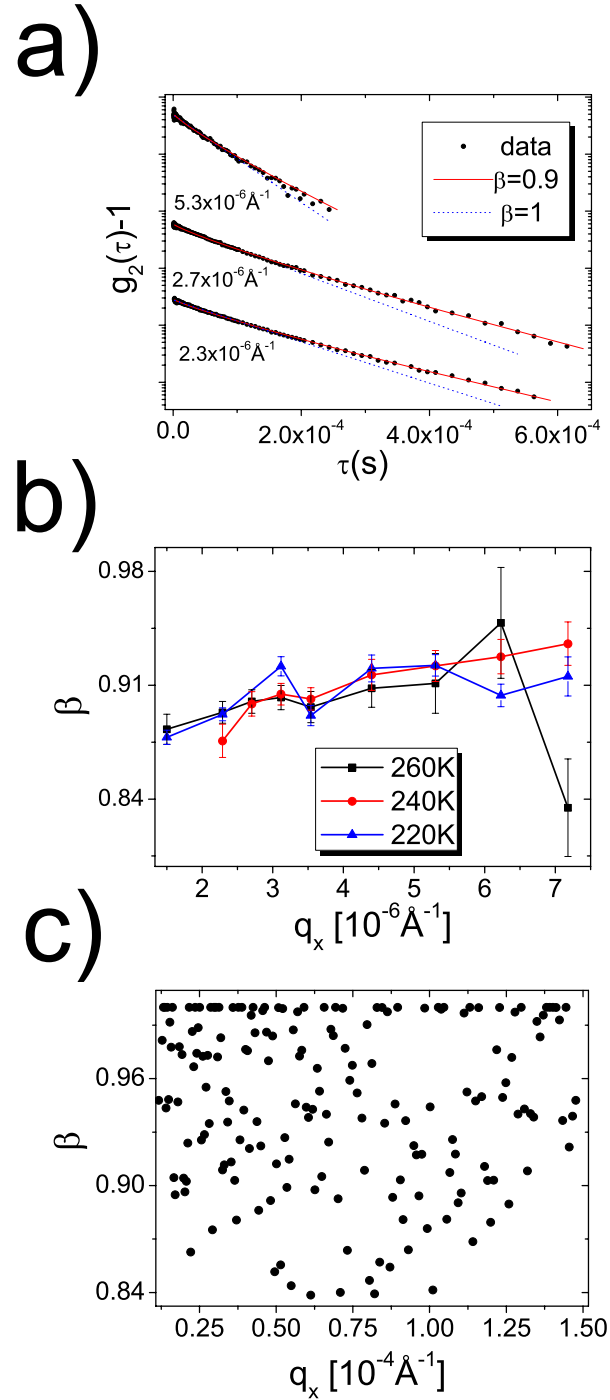 a)
data
β=0.9
β=1
5.3x10⁻⁶Å⁻¹
2.7x10⁻⁶Å⁻¹
2.3x10⁻⁶Å⁻¹
g₂(τ)-1
0.0 2.0x10⁻⁴ 4.0x10⁻⁴ 6.0x10⁻⁴
τ(s)
b)
0.98
0.91
0.84
β
260K
240K
220K
2 3 4 5 6 7
qₓ [10⁻⁶Å⁻¹]
c)
0.96
0.90
0.84
β
0.25 0.50 0.75 1.00 1.25 1.50
qₓ [10⁻⁴Å⁻¹]